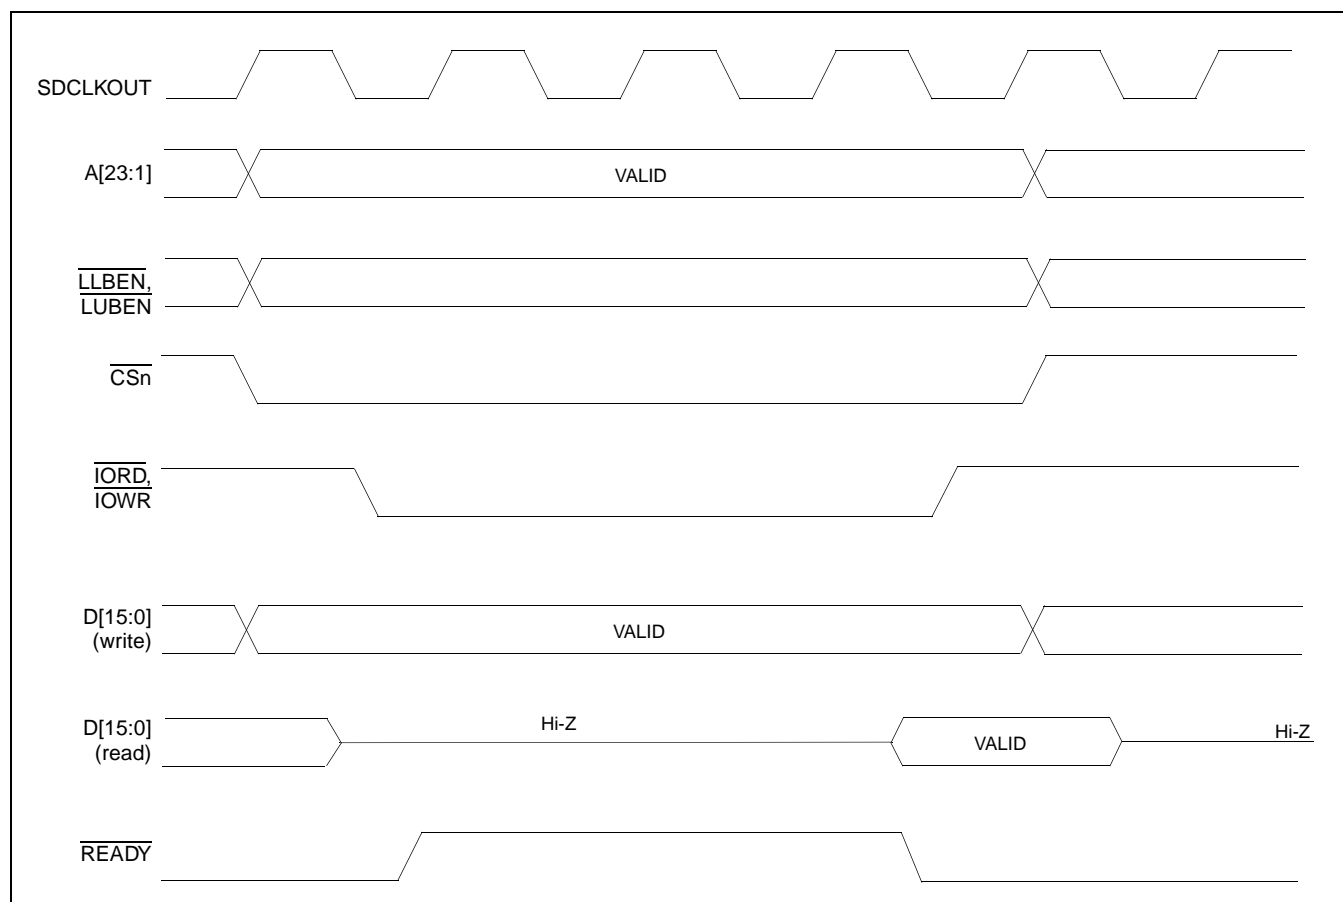 SDCLKOUT
A[23:1]
VALID
LLBEN,
LUBEN
CSn
IORD,
IOWR
D[15:0]
(write)
VALID
D[15:0]
(read)
Hi-Z
VALID
Hi-Z
READY